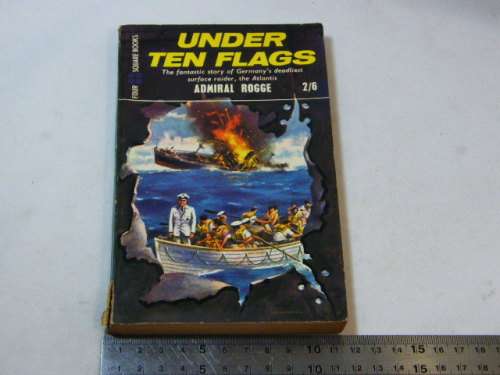 FOUR SQUARE BOOKS
UNDER
TEN FLAGS
The fantastic story of Germany's deadliest
surface raider, the Atlantis
ADMIRAL ROGGE 2/6
1 2 3 4 5 6 7 8 9 10 11 12 13 14 15 16 17 18